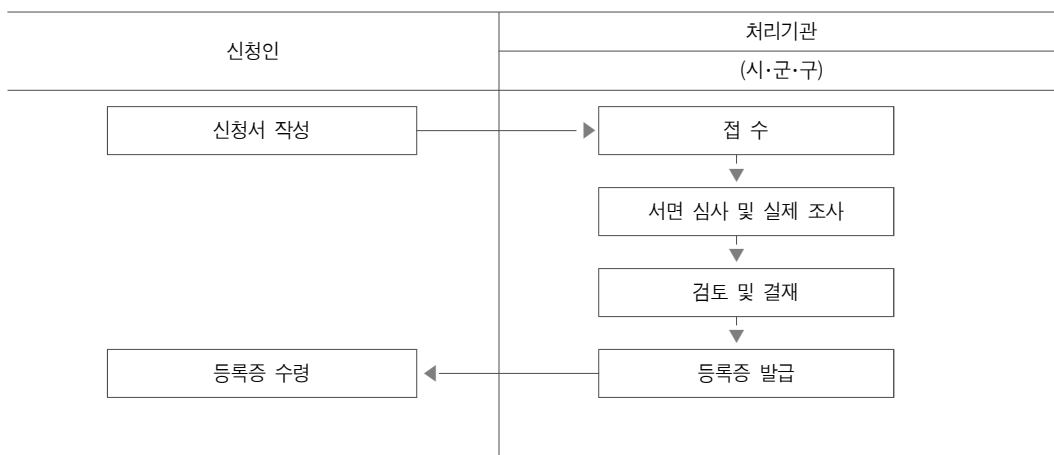 신청인
처리기관
(시·군·구)
신청서 작성
접 수
서면 심사 및 실제 조사
검토 및 결재
등록증 수령
등록증 발급